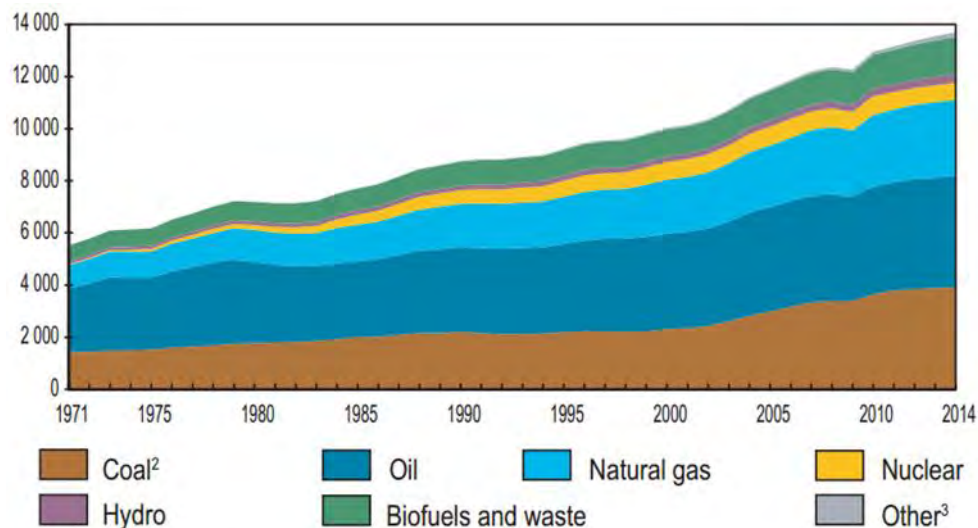 14 000
12 000
10 000
8 000
6 000
4 000
2 000
0
1971 1975 1980 1985 1990 1995 2000 2005 2010 2014
Coal² Oil Natural gas Nuclear
Hydro Biofuels and waste Other³